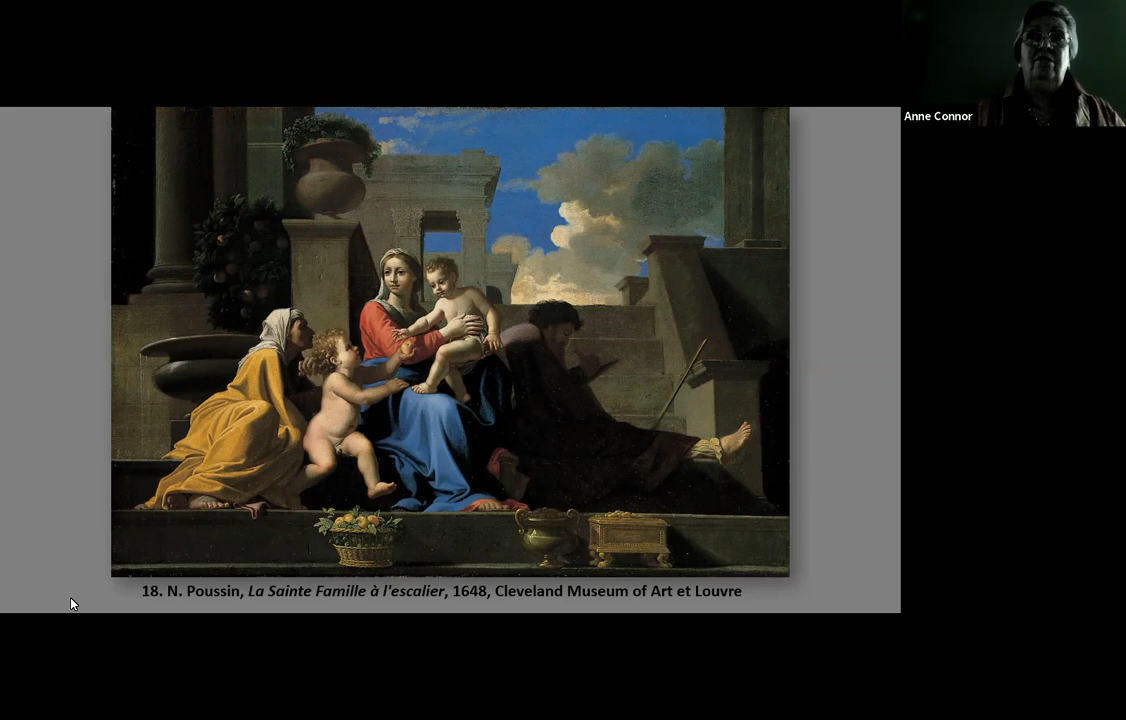 Anne Connor
18. N. Poussin, La Sainte Famille à l'escalier, 1648, Cleveland Museum of Art et Louvre